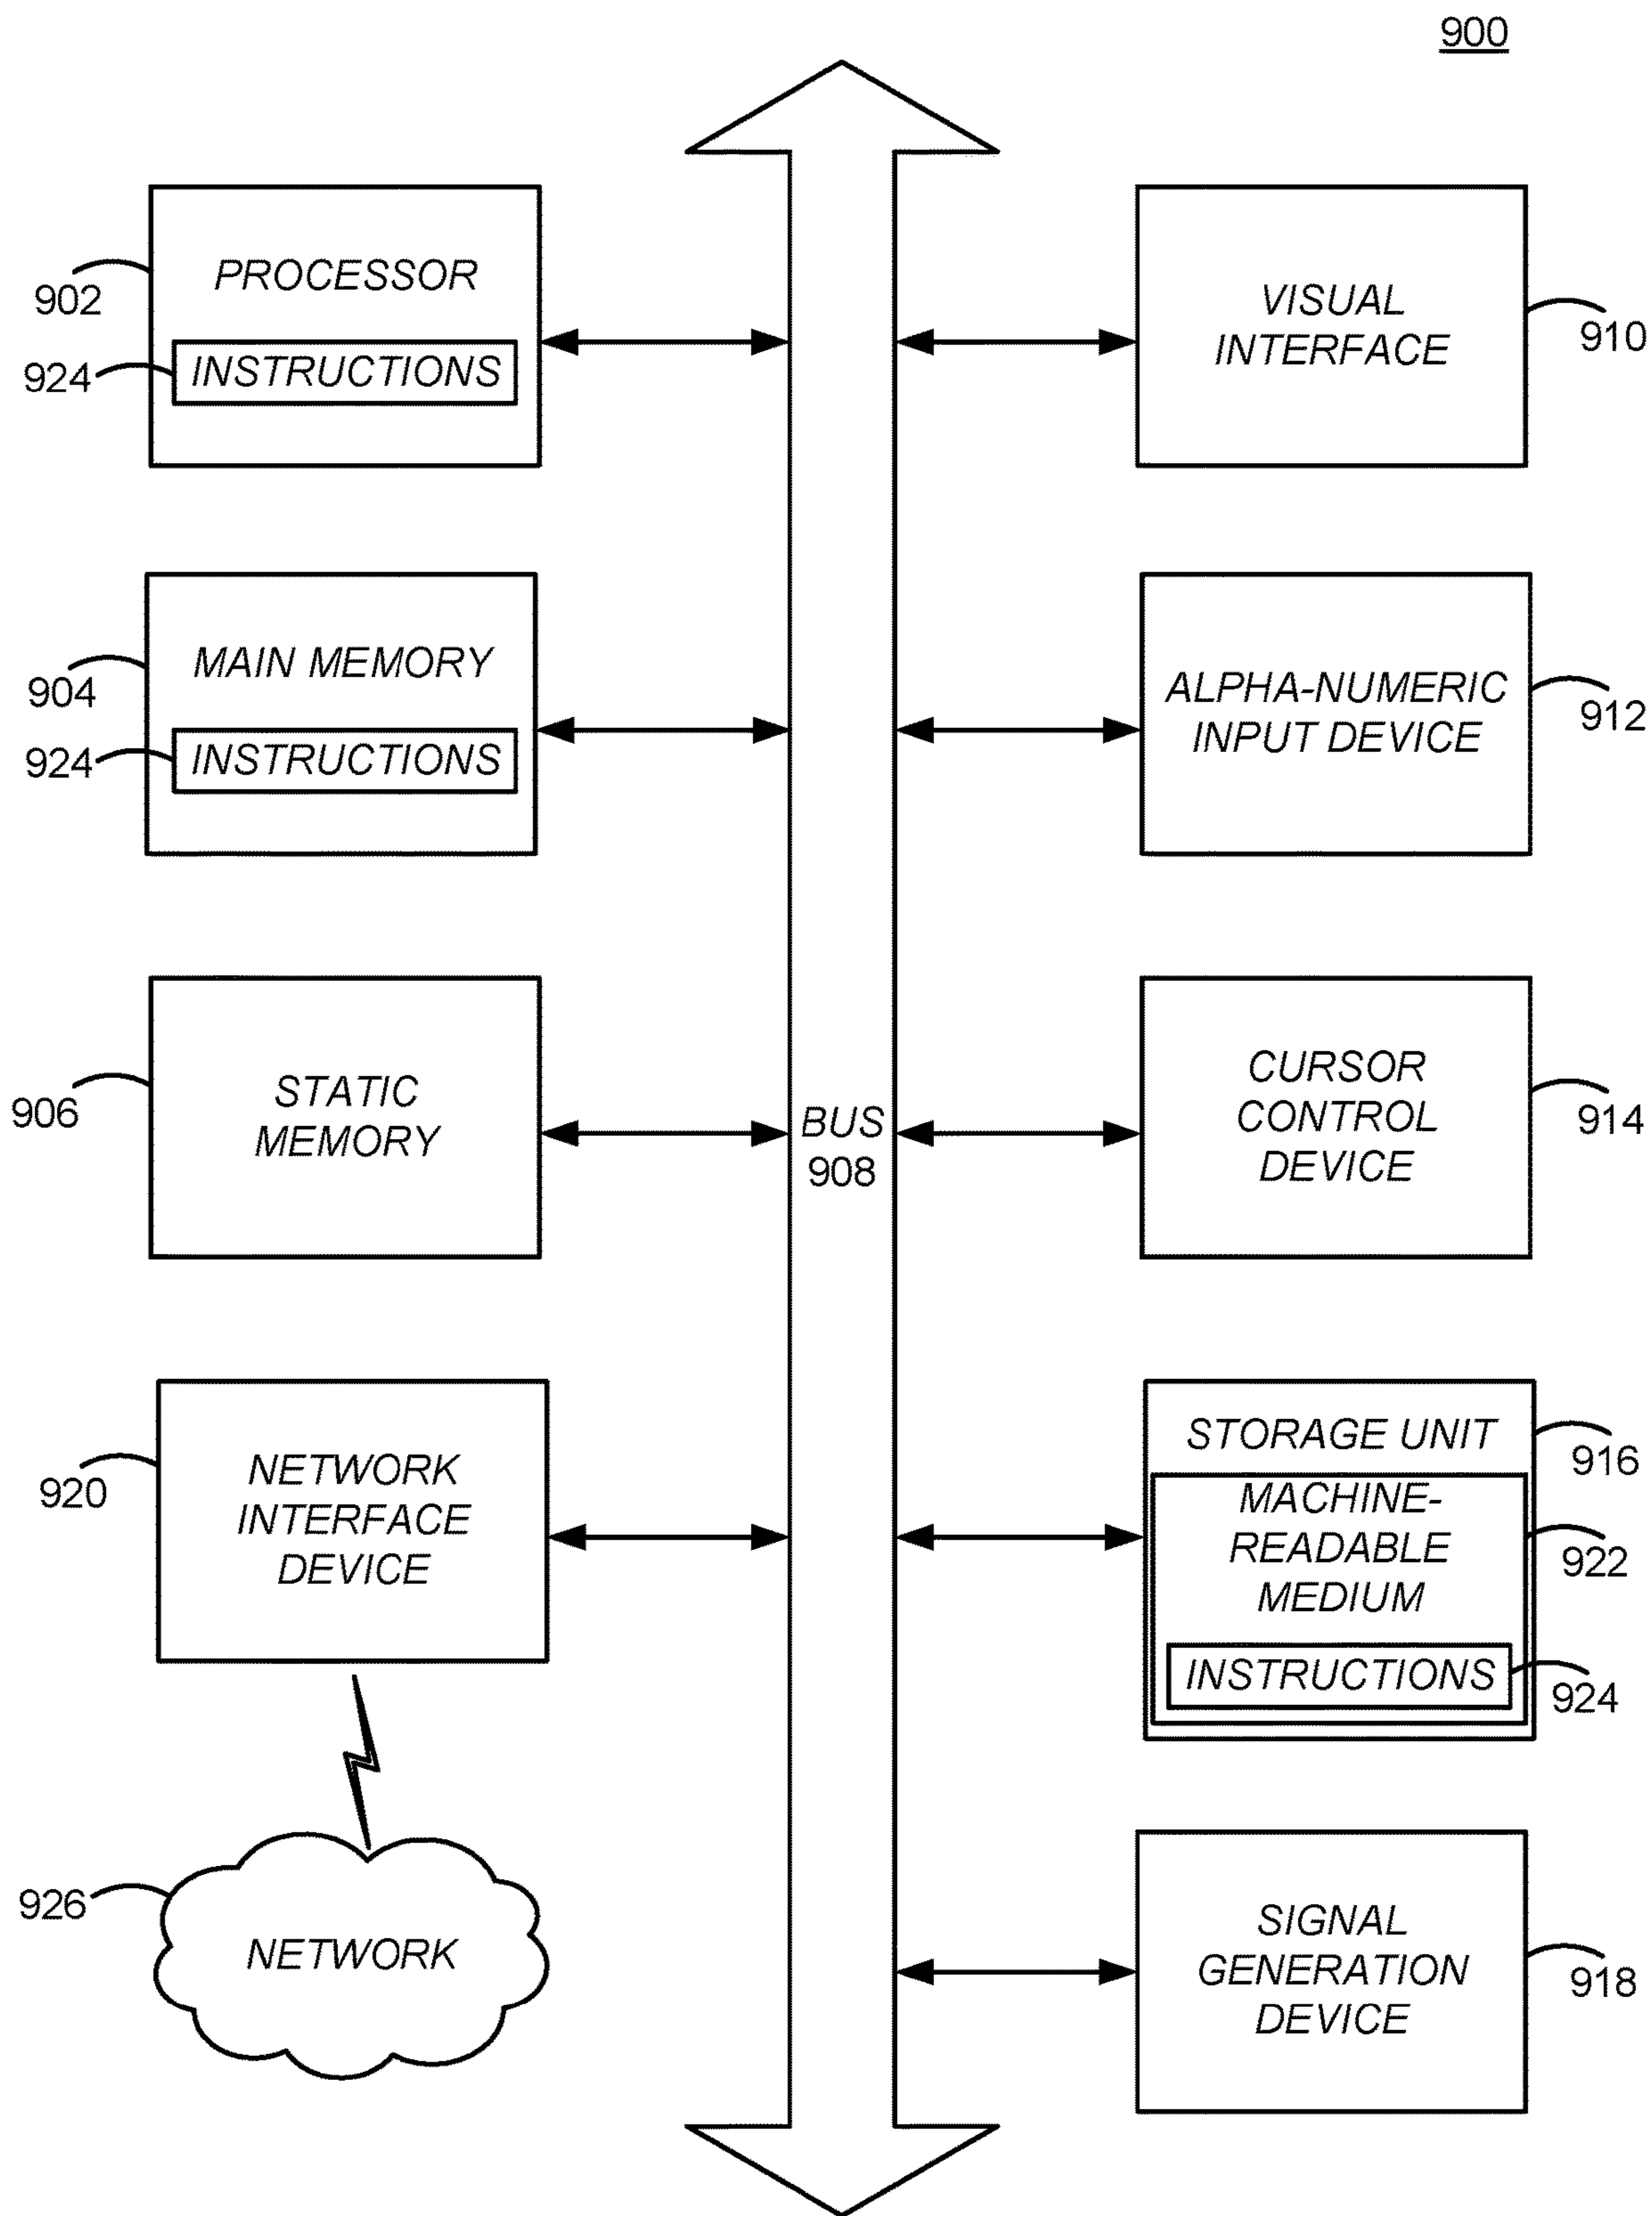 900
PROCESSOR
902
924
INSTRUCTIONS
VISUAL
INTERFACE
910
MAIN MEMORY
904
924
INSTRUCTIONS
ALPHA-NUMERIC
INPUT DEVICE
912
STATIC
MEMORY
906
BUS
908
CURSOR
CONTROL
DEVICE
914
NETWORK
INTERFACE
DEVICE
920
STORAGE UNIT
916
MACHINE-
READABLE
MEDIUM
922
INSTRUCTIONS
924
926
NETWORK
SIGNAL
GENERATION
DEVICE
918